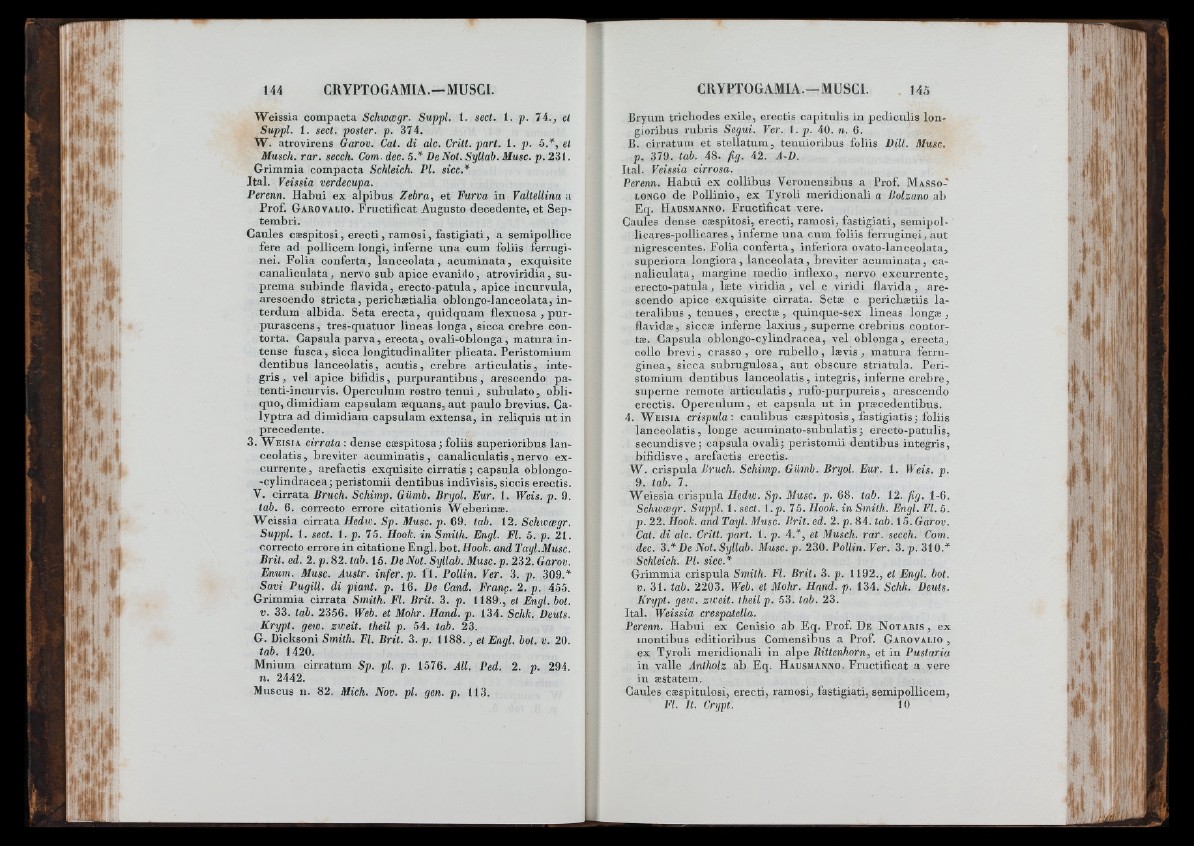 144 CRYPTOGAMIA.—MUSCI.
Weissia compacta Schwægr. Suppl. 1. sect. 1. p. 74., et
Suppl. 1. sect. poster. p. 374.
W. atrovirens Garov. Cat. di alc. Critt. part. 1. p. 5.*, et
Musch. rar. secch. Com. dec. 5.* De Not. Syllab. Musc. p. 231.
Grimmia compacta Schleich. Pl. sicc.*
Ital. Veissia verdecupa.
Perenn. Habui ex alpibus Zebra, et Furva in Valtellina a
Prof. GAROVALIO. Fructificat Augusto decedente, et Sep-
tembri.
Caules cæspitosi, erecti, ramosi, fastigiati, a semipollice
fere ad pollicem longi, inferne una cum foliis ferrugi-
nei. Folia conferta, lanceolata, acuminata, exquisite
canaliculata, nervo sub apice evanido, atroviridia, su-
prema subinde flavida, erecto-patula, apice incurvula,
arescendo stricta, perichætialia oblongo-lanceolata, in-
terdum albida. Seta erecta, quidquam flexuosa, pur-
purascens, tres-quatuor lineas longa, sicca crebre con-
torta. Capsula parva, erecta, ovali-oblonga, matura in-
tense fusca, sicca longitudinaliter plicata. Peristomium
dentibus lanceolatis, acutis, crebre articulatis, inte-
gris, vel apice bifidis, purpurantibus, arescendo pa-
tenti-incurvis. Operculum rostro tenui, subulato, obli-
quo, dimidiam capsulam æquans, aut paulo brevius. Ca-
lyptra ad dimidiam capsulam extensa, in reliquis ut in
precedente.
3. WEISIA cirrata: dense cæspitosa; foliis superioribus lan-
ceolatis, breviter acuminatis, canaliculatis, nervo ex-
currente, arefactis exquisite cirratis; capsula oblongo-
-cylindracea; peristomii dentibus indivisis, siccis erectis.
V. cirrata Bruch. Schimp. Gümb. Bryol. Eur. 1. Weis. p. 9.
tab. 6. correcto errore citationis Weberinæ.
Weissia cirrata Hedw. Sp. Musc. p. 69. tab. 12. Schwægr.
Suppl. 1. sect. 1. p. 75. Hook. in Smith. Engl. Fl. 5. p. 21.
correcto errore in citatione Engl. bot. Hook. and Tayl. Musc.
Brit. ed. 2. p. 82. tab. 15. De Not. Syllab. Musc. p. 232. Garov.
Enum. Musc. Austr. infer. p. 11. Pollin. Ver. 3. p. 309.*
Savi Pugill. di piant. p. 16. De Cand. Franç. 2. p. 455.
Grimmia cirrata Smith. Fl. Brit. 3. p. 1189., et Engl. bot.
v. 33. tab. 2356. Web. et Mohr. Hand. p. 134. Schk. Deuts.
Krypt. gew. zweit. theil p. 54. tab. 23.
G. Dicksoni Smith. Fl. Brit. 3. p. 1188., et Engl. bot. v. 20.
tab. 1420.
Mnium cirratum Sp. pl. p. 1576. All. Ped. 2. p. 294.
n. 2442.
Muscus n. 82. Mich. Nov. pl. gen. p. 113.
CRYPTOGAMIA.—MUSCI. 145
Bryum trichodes exile, erectis capitulis in pediculis lon-
gioribus rubris Segui. Ver. 1. p. 40. n. 6.
B. cirratum et stellatum, tenuioribus foliis Dill. Musc.
p. 379. tab. 48. fig. 42. A-D.
Ital. Veissia cirrosa.
Perenn. Habui ex collibus Veronensibus a Prof. MASSO-
LONGO de Pollinio, ex Tyroli meridionali a Bolzano ab
Eq. HAUSMANNO. Fructificat vere.
Caules dense cæspitosi, erecti, ramosi, fastigiati, semipol-
licares-pollicares, inferne una cum foliis ferruginei, aut
nigrescentes. Folia conferta, inferiora ovato-lanceolata,
superiora longiora, lanceolata, breviter acuminata, ca-
naliculata, margine medio inflexo, nervo excurrente,
erecto-patula, læte viridia, vel e viridi flavida, are-
scendo apice exquisite cirrata. Setæ e perichætiis la-
teralibus, tenues, erectæ, quinque-sex lineas longæ,
flavidæ, siccæ inferne laxius, superne crebrius contor-
tæ. Capsula oblongo-cylindracea, vel oblonga, erecta,
collo brevi, crasso, ore rubello, lævis, matura ferru-
ginea, sicca subrugulosa, aut obscure striatula. Peri-
stomium dentibus lanceolatis, integris, inferne crebre,
superne remote articulatis, rufo-purpureis, arescendo
erectis. Operculum, et capsula ut in præcedentibus.
4. WEISIA crispula: caulibus cæspitosis, fastigiatis; foliis
lanceolatis, longe acuminato-subulatis; erecto-patulis,
secundisve; capsula ovali; peristomii dentibus integris,
bifidisve, arefactis erectis.
W. crispula Bruch. Schimp. Gümb. Bryol. Eur. 1. Weis. p.
9. tab. 7.
Weissia crispula Hedw. Sp. Musc. p. 68. tab. 12. fig. 1-6.
Schwægr. Suppl. 1. sect. 1. p. 75. Hook. in Smith. Engl. Fl. 5.
p. 22. Hook. and Tayl. Musc. Brit. ed. 2. p. 84. tab. 15. Garov.
Cat. di alc. Critt. part. 1. p. 4.*, et Musch. rar. secch. Com.
dec. 3.* De Not. Syllab. Musc. p. 230. Pollin. Ver. 3. p. 310.*
Schleich. Pl. sicc.*
Grimmia crispula Smith. Fl. Brit. 3. p. 1192., et Engl. bot.
v. 31. tab. 2203. Web. et Mohr. Hand. p. 134. Schk. Deuts.
Krypt. gew. zweit. theil p. 53. tab. 23.
Ital. Weissia crespatella.
Perenn. Habui ex Cenisio ab Eq. Prof. DE NOTARIS, ex
montibus editioribus Comensibus a Prof. GAROVALIO,
ex Tyroli meridionali in alpe Rittenhorn, et in Pustaria
in valle Antholz ab Eq. HAUSMANNO. Fructificat a vere
in æstatem.
Caules cæspitulosi, erecti, ramosi, fastigiati, semipollicem,
Fl. It. Crypt. 10